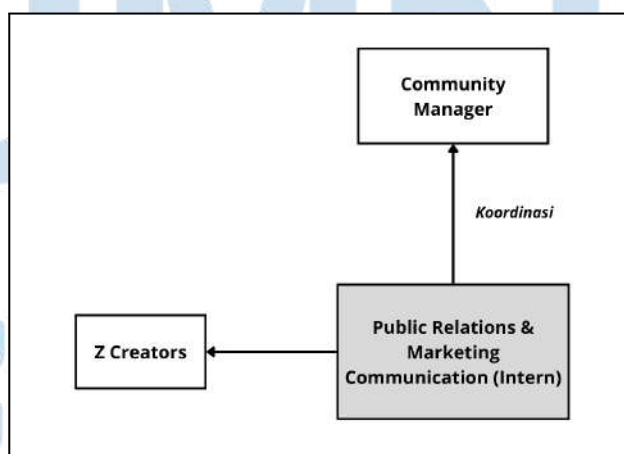 Community
Manager
Koordinasi
Z Creators
Public Relations &
Marketing
Communication (Intern)